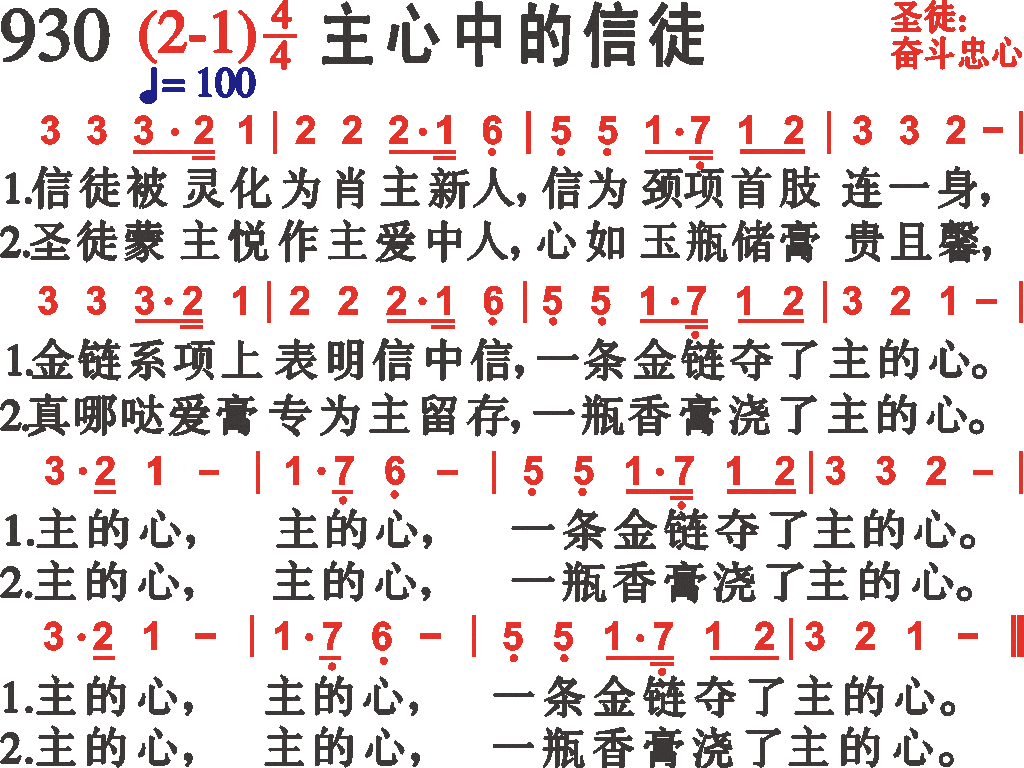 930 (2-1) 4/4 主心中的信徒 圣徒:
♩= 100 奋斗忠心
3 3 3·2 1 | 2 2 2·1 6 | 5 5 1·7 1 2 | 3 3 2 – |
1.信徒被 灵化为肖主新人, 信为 颈项首肢 连一身,
2.圣徒蒙 主悦作主爱中人, 心如 玉瓶储膏 贵且馨,
3 3 3·2 1 | 2 2 2·1 6 | 5 5 1·7 1 2 | 3 2 1 – |
1.金链系项上 表明信中信, 一条金链夺了主的心。
2.真哪哒爱膏 专为主留存, 一瓶香膏浇了主的心。
3·2 1 – | 1·7 6 – | 5 5 1·7 1 2 | 3 3 2 – |
1.主的心, 主的心, 一条金链夺了主的心。
2.主的心, 主的心, 一瓶香膏浇了主的心。
3·2 1 – | 1·7 6 – | 5 5 1·7 1 2 | 3 2 1 – ‖
1.主的心, 主的心, 一条金链夺了主的心。
2.主的心, 主的心, 一瓶香膏浇了主的心。